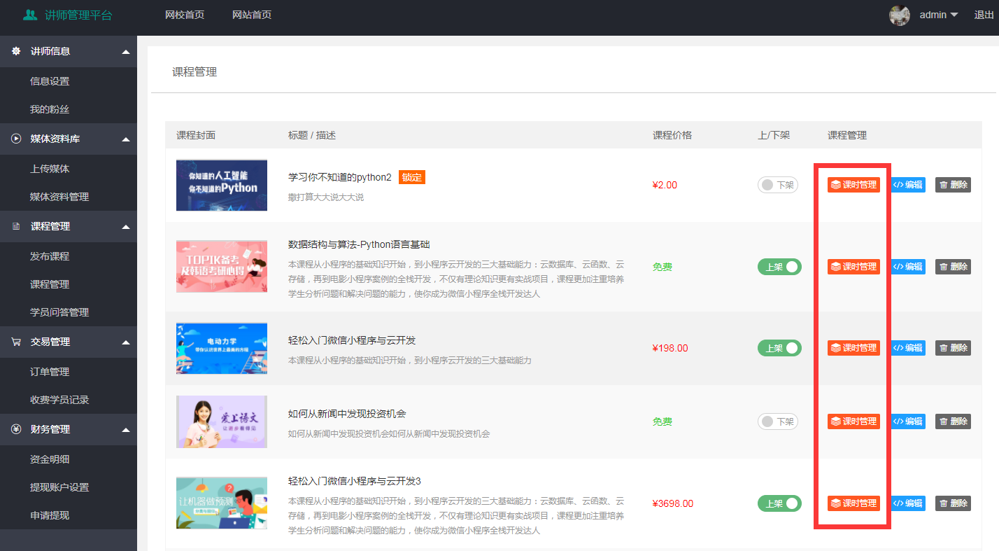 讲师管理平台
网校首页
网站首页
admin
退出
讲师信息
信息设置
我的粉丝
媒体资料库
上传媒体
媒体资料管理
课程管理
发布课程
课程管理
学员问答管理
交易管理
订单管理
收费学员记录
财务管理
资金明细
提现账户设置
申请提现
课程管理
课程封面
标题 / 描述
课程价格
上/下架
课程管理
你知道的人工智能
你不知道的Python
学习你不知道的python2
锁定
撒打算大大说大大说
¥2.00
下架
课时管理
编辑
删除
TOPIK备考
及韩语考研心得
数据结构与算法-Python语言基础
本课程从小程序的基础知识开始，到小程序云开发的三大基础能力：云数据库、云函数、云
存储，再到电影小程序案例的全栈开发，不仅有理论知识更有实战项目，课程更加注重培养
学生分析问题和解决问题的能力，使你成为微信小程序全栈开发达人
免费
上架
课时管理
编辑
删除
电动力学
带你认识世界上最美的方程
轻松入门微信小程序与云开发
本课程从小程序的基础知识开始，到小程序云开发的三大基础能力
¥198.00
上架
课时管理
编辑
删除
爱上语文
让进步看得见
如何从新闻中发现投资机会
如何从新闻中发现投资机会如何从新闻中发现投资机会
免费
下架
课时管理
编辑
删除
让机器做预测
轻松入门微信小程序与云开发3
本课程从小程序的基础知识开始，到小程序云开发的三大基础能力：云数据库、云函数、云
存储，再到电影小程序案例的全栈开发，不仅有理论知识更有实战项目，课程更加注重培养
学生分析问题和解决问题的能力，使你成为微信小程序全栈开发达人
¥3698.00
上架
课时管理
编辑
删除